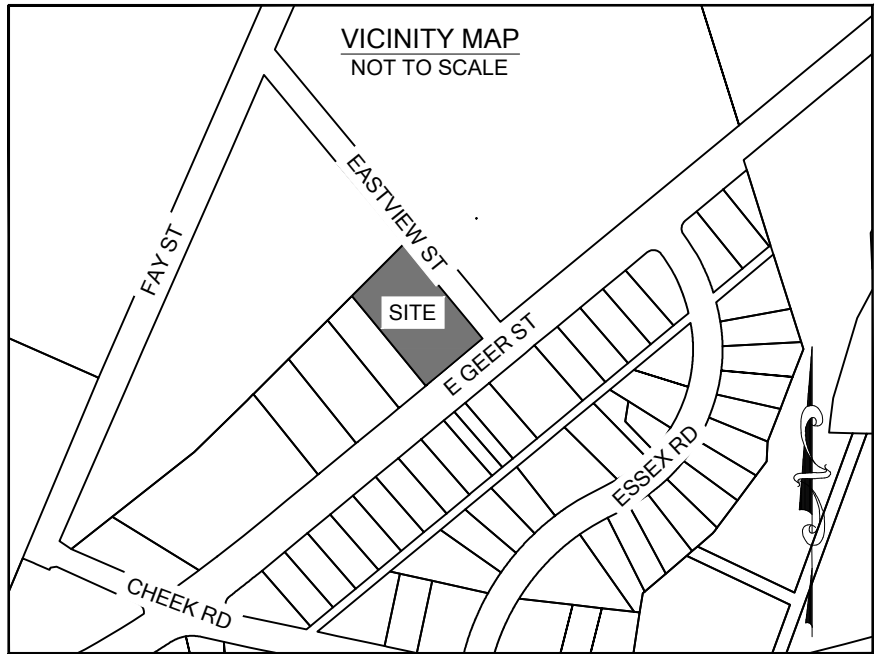 VICINITY MAP
NOT TO SCALE
EASTVIEW ST
FAY ST
SITE
E GEER ST
ESSEX RD
CHEEK RD